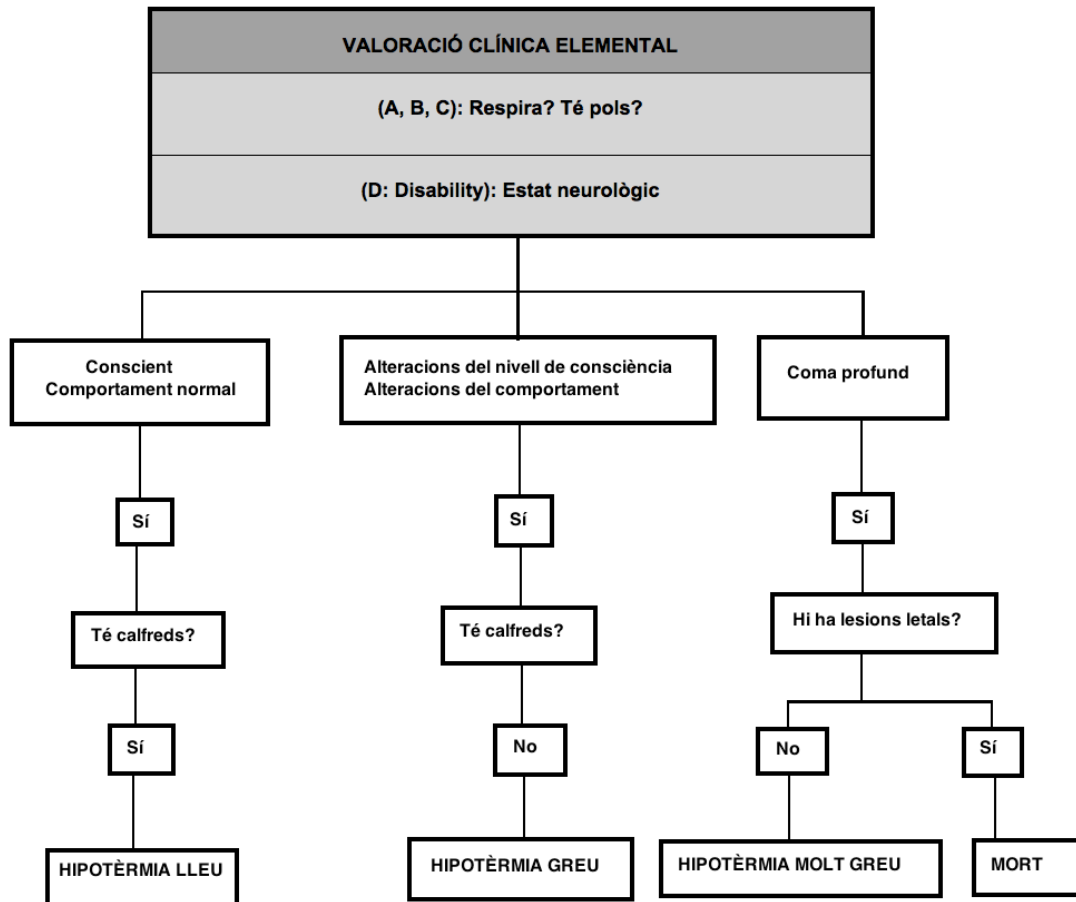 VALORACIÓ CLÍNICA ELEMENTAL
(A, B, C): Respira? Té pols?
(D: Disability): Estat neurològic
Conscient
Comportament normal
Alteracions del nivell de consciència
Alteracions del comportament
Coma profund
Sí
Sí
Sí
Té calfreds?
Té calfreds?
Hi ha lesions letals?
Sí
No
No
Sí
HIPOTÈRMIA LLEU
HIPOTÈRMIA GREU
HIPOTÈRMIA MOLT GREU
MORT